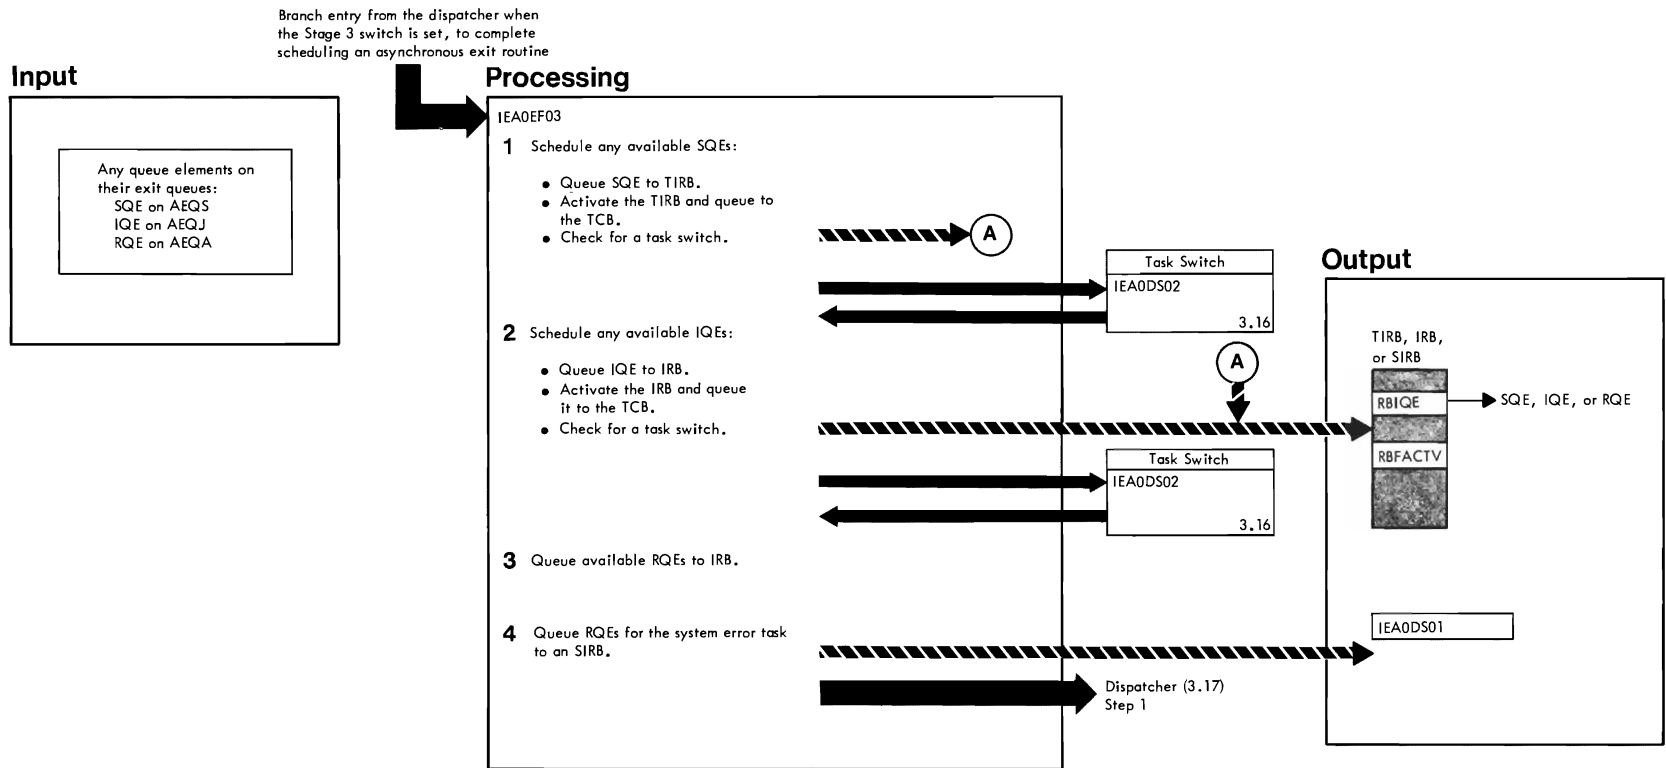 Branch entry from the dispatcher when
the Stage 3 switch is set, to complete
scheduling an asynchronous exit routine
Input
Any queue elements on
their exit queues:
SQE on AEQS
IQE on AEQJ
RQE on AEQA
Processing
IEA0EF03
1 Schedule any available SQEs:
• Queue SQE to TIRB.
• Activate the TIRB and queue to
the TCB.
• Check for a task switch.
A
Task Switch
IEA0DS02
3.16
2 Schedule any available IQEs:
• Queue IQE to IRB.
• Activate the IRB and queue
it to the TCB.
• Check for a task switch.
A
Task Switch
IEA0DS02
3.16
3 Queue available RQEs to IRB.
4 Queue RQEs for the system error task
to an SIRB.
Dispatcher (3.17)
Step 1
Output
TIRB, IRB,
or SIRB
RBIQE
SQE, IQE, or RQE
RBFACTV
IEA0DS01